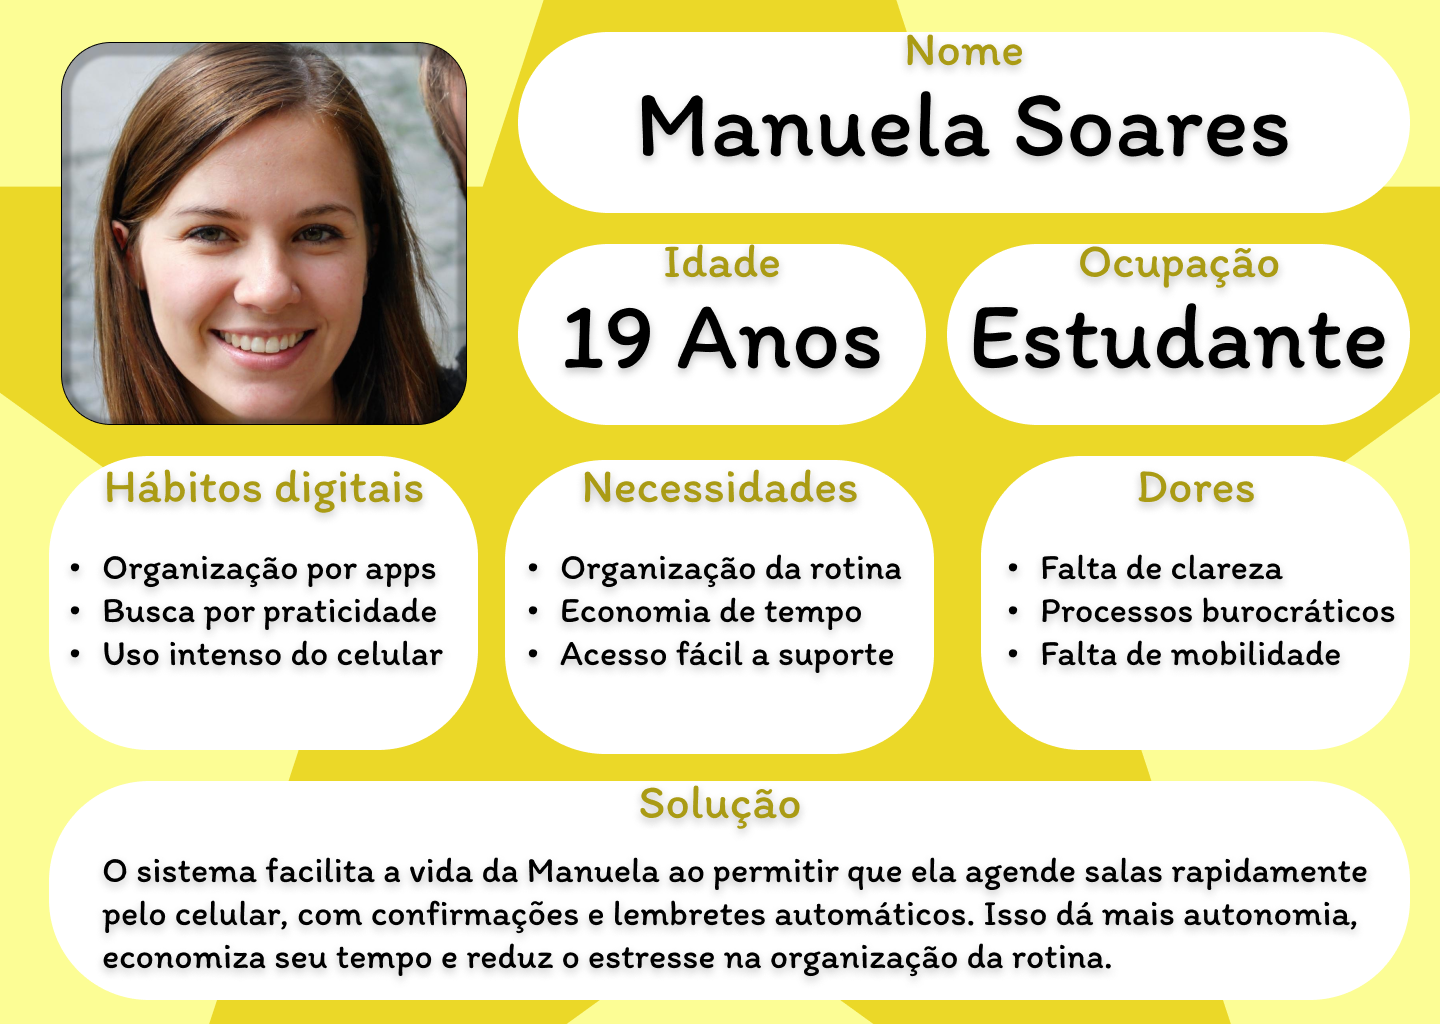 Nome
Manuela Soares
Idade
19 Anos
Ocupação
Estudante
Hábitos digitais
• Organização por apps
• Busca por praticidade
• Uso intenso do celular
Necessidades
• Organização da rotina
• Economia de tempo
• Acesso fácil a suporte
Dores
• Falta de clareza
• Processos burocráticos
• Falta de mobilidade
Solução
O sistema facilita a vida da Manuela ao permitir que ela agende salas rapidamente
pelo celular, com confirmações e lembretes automáticos. Isso dá mais autonomia,
economiza seu tempo e reduz o estresse na organização da rotina.